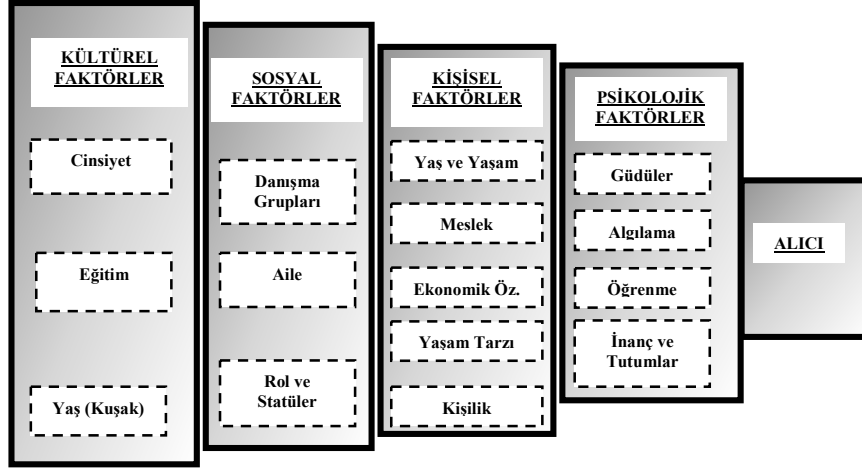 KÜLTÜREL
FAKTÖRLER
Cinsiyet
Eğitim
Yaş (Kuşak)
SOSYAL
FAKTÖRLER
Danışma
Grupları
Aile
Rol ve
Statüler
KİŞİSEL
FAKTÖRLER
Yaş ve Yaşam
Meslek
Ekonomik Öz.
Yaşam Tarzı
Kişilik
PSİKOLOJİK
FAKTÖRLER
Güdüler
Algılama
Öğrenme
İnanç ve
Tutumlar
ALICI